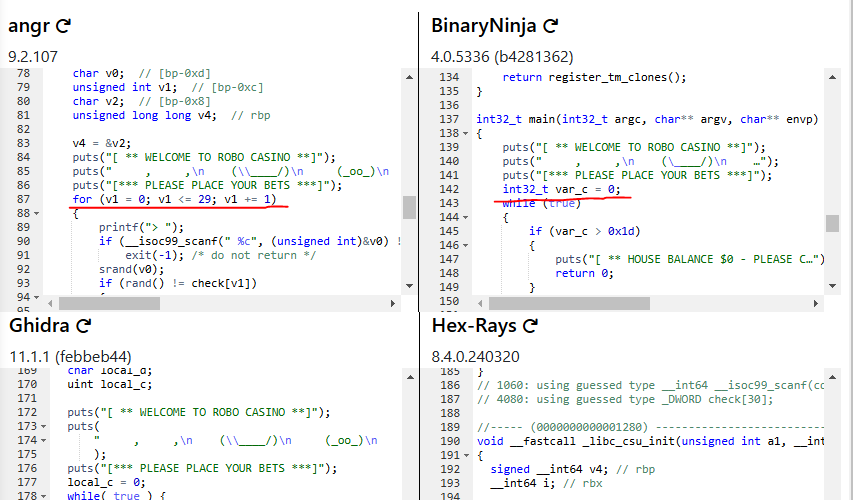 angr
9.2.107
78 char v0; // [bp-0xd]
79 unsigned int v1; // [bp-0xc]
80 char v2; // [bp-0x8]
81 unsigned long long v4; // rbp
82
83 v4 = &v2;
84 puts("[ ** WELCOME TO ROBO CASINO **]");
85 puts("     ,     ,\n    (\\____/)\n     (_oo_)\n
86 puts("[*** PLEASE PLACE YOUR BETS ***]");
87 for (v1 = 0; v1 <= 29; v1 += 1)
88 {
89 printf("> ");
90 if (__isoc99_scanf(" %c", (unsigned int)&v0) !
91 exit(-1); /* do not return */
92 srand(v0);
93 if (rand() != check[v1])
94 {
95
BinaryNinja
4.0.5336 (b4281362)
134 return register_tm_clones();
135 }
136
137 int32_t main(int32_t argc, char** argv, char** envp)
138 {
139 puts("[ ** WELCOME TO ROBO CASINO **]");
140 puts("     ,     ,\n    (\____/)\n    …");
141 puts("[*** PLEASE PLACE YOUR BETS ***]");
142 int32_t var_c = 0;
143 while (true)
144 {
145 if (var_c > 0x1d)
146 {
147 puts("[ ** HOUSE BALANCE $0 - PLEASE C…")
148 return 0;
149 }
150
Ghidra
11.1.1 (febbeb44)
169 char local_d;
170 uint local_c;
171
172 puts("[ ** WELCOME TO ROBO CASINO **]");
173 puts(
174 "     ,     ,\n    (\\____/)\n     (_oo_)\n
175 );
176 puts("[*** PLEASE PLACE YOUR BETS ***]");
177 local_c = 0;
178 while( true ) {
Hex-Rays
8.4.0.240320
185 }
186 // 1060: using guessed type __int64 __isoc99_scanf(co
187 // 4080: using guessed type _DWORD check[30];
188
189 //----- (0000000000001280) --------------------------
190 void __fastcall _libc_csu_init(unsigned int a1, __int
191 {
192 signed __int64 v4; // rbp
193 __int64 i; // rbx
194